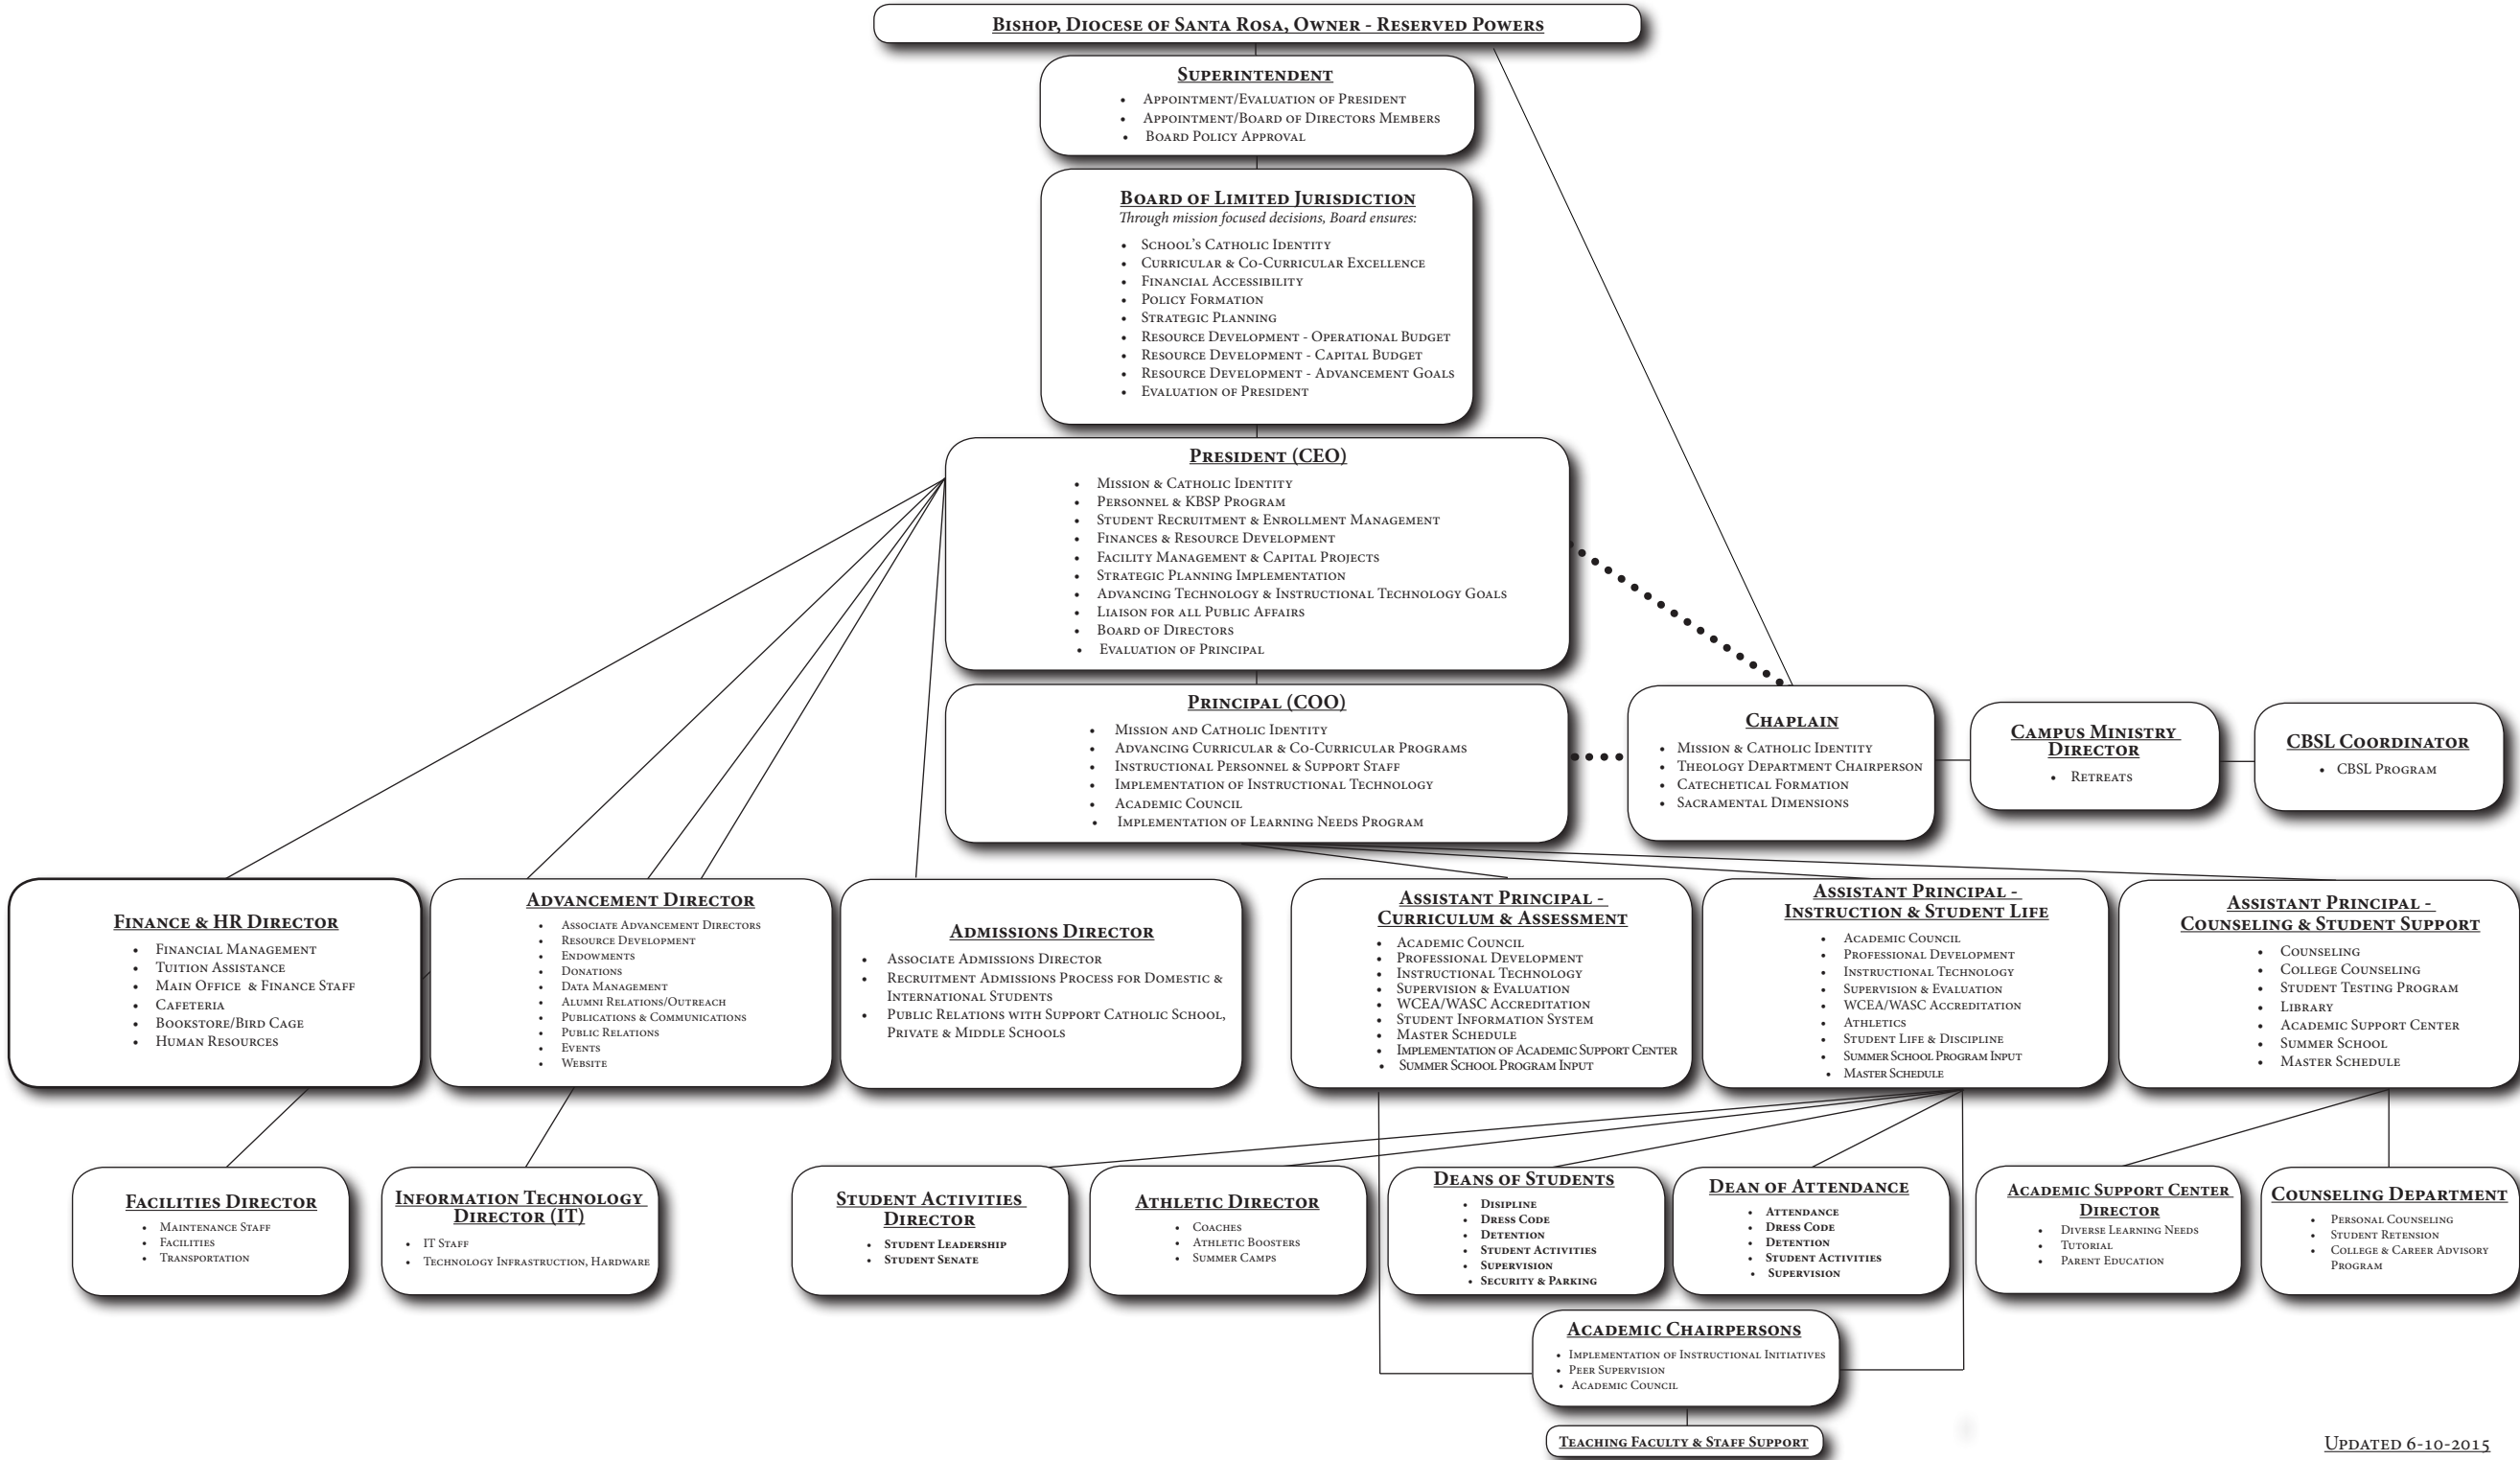 Bishop, Diocese of Santa Rosa, Owner - Reserved Powers
Superintendent
• Appointment/Evaluation of President
• Appointment/Board of Directors Members
• Board Policy Approval
Board of Limited Jurisdiction
Through mission focused decisions, Board ensures:
• School's Catholic Identity
• Curricular & Co-Curricular Excellence
• Financial Accessibility
• Policy Formation
• Strategic Planning
• Resource Development - Operational Budget
• Resource Development - Capital Budget
• Resource Development - Advancement Goals
• Evaluation of President
President (CEO)
• Mission & Catholic Identity
• Personnel & KBSP Program
• Student Recruitment & Enrollment Management
• Finances & Resource Development
• Facility Management & Capital Projects
• Strategic Planning Implementation
• Advancing Technology & Instructional Technology Goals
• Liaison for all Public Affairs
• Board of Directors
• Evaluation of Principal
Principal (COO)
• Mission and Catholic Identity
• Advancing Curricular & Co-Curricular Programs
• Instructional Personnel & Support Staff
• Implementation of Instructional Technology
• Academic Council
• Implementation of Learning Needs Program
Chaplain
• Mission & Catholic Identity
• Theology Department Chairperson
• Catechetical Formation
• Sacramental Dimensions
Campus Ministry
Director
• Retreats
CBSL Coordinator
• CBSL Program
Finance & HR Director
• Financial Management
• Tuition Assistance
• Main Office & Finance Staff
• Cafeteria
• Bookstore/Bird Cage
• Human Resources
Advancement Director
• Associate Advancement Directors
• Resource Development
• Endowments
• Donations
• Data Management
• Alumni Relations/Outreach
• Publications & Communications
• Public Relations
• Events
• Website
Admissions Director
• Associate Admissions Director
• Recruitment Admissions Process for Domestic &
International Students
• Public Relations with Support Catholic School,
Private & Middle Schools
Assistant Principal -
Curriculum & Assessment
• Academic Council
• Professional Development
• Instructional Technology
• Supervision & Evaluation
• WCEA/WASC Accreditation
• Student Information System
• Master Schedule
• Implementation of Academic Support Center
• Summer School Program Input
Assistant Principal -
Instruction & Student Life
• Academic Council
• Professional Development
• Instructional Technology
• Supervision & Evaluation
• WCEA/WASC Accreditation
• Athletics
• Student Life & Discipline
• Summer School Program Input
• Master Schedule
Assistant Principal -
Counseling & Student Support
• Counseling
• College Counseling
• Student Testing Program
• Library
• Academic Support Center
• Summer School
• Master Schedule
Facilities Director
• Maintenance Staff
• Facilities
• Transportation
Information Technology
Director (IT)
• IT Staff
• Technology Infrastruction, Hardware
Student Activities
Director
• Student Leadership
• Student Senate
Athletic Director
• Coaches
• Athletic Boosters
• Summer Camps
Deans of Students
• Disipline
• Dress Code
• Detention
• Student Activities
• Supervision
• Security & Parking
Dean of Attendance
• Attendance
• Dress Code
• Detention
• Student Activities
• Supervision
Academic Support Center
Director
• Diverse Learning Needs
• Tutorial
• Parent Education
Counseling Department
• Personal Counseling
• Student Retension
• College & Career Advisory
Program
Academic Chairpersons
• Implementation of Instructional Initiatives
• Peer Supervision
• Academic Council
Teaching Faculty & Staff Support
Updated 6-10-2015